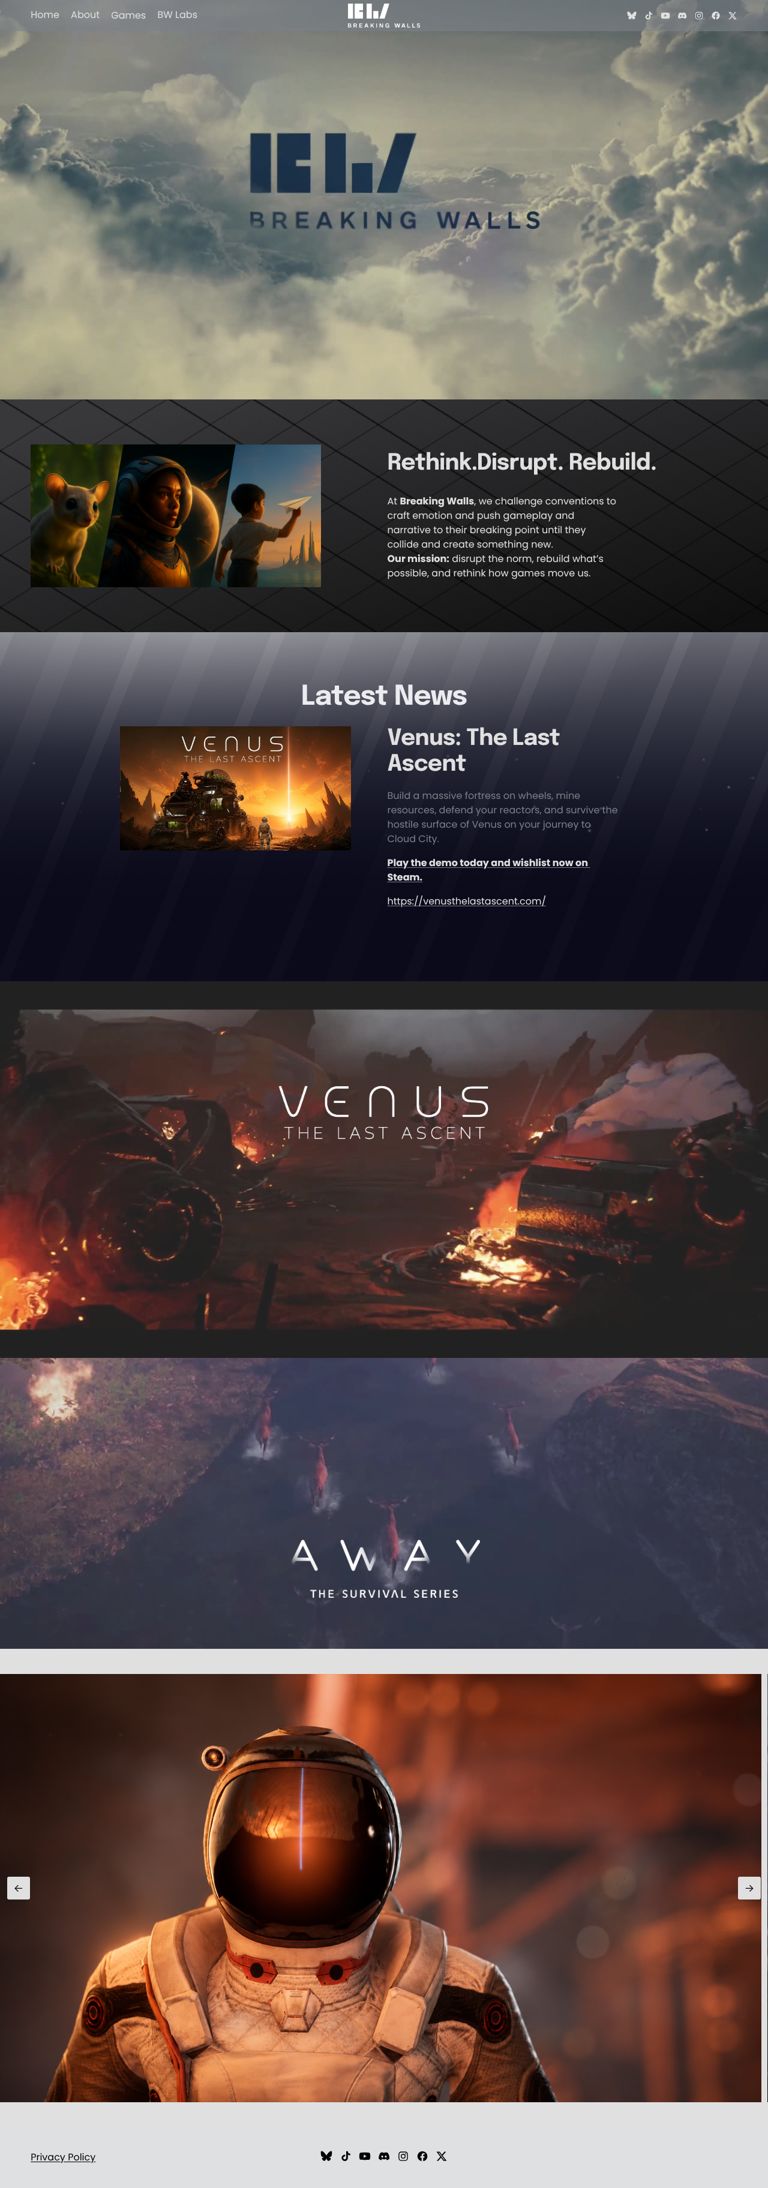 Home About Games BW Labs
BREAKING WALLS
BREAKING WALLS
Rethink.Disrupt. Rebuild.
At Breaking Walls, we challenge conventions to
craft emotion and push gameplay and
narrative to their breaking point until they
collide and create something new.
Our mission: disrupt the norm, rebuild what's
possible, and rethink how games move us.
Latest News
VENUS
THE LAST ASCENT
Venus: The Last
Ascent
Build a massive fortress on wheels, mine
resources, defend your reactors, and survive the
hostile surface of Venus on your journey to
Cloud City.
Play the demo today and wishlist now on
Steam.
https://venusthelastascent.com/
VENUS
THE LAST ASCENT
AWAY
THE SURVIVAL SERIES
Privacy Policy